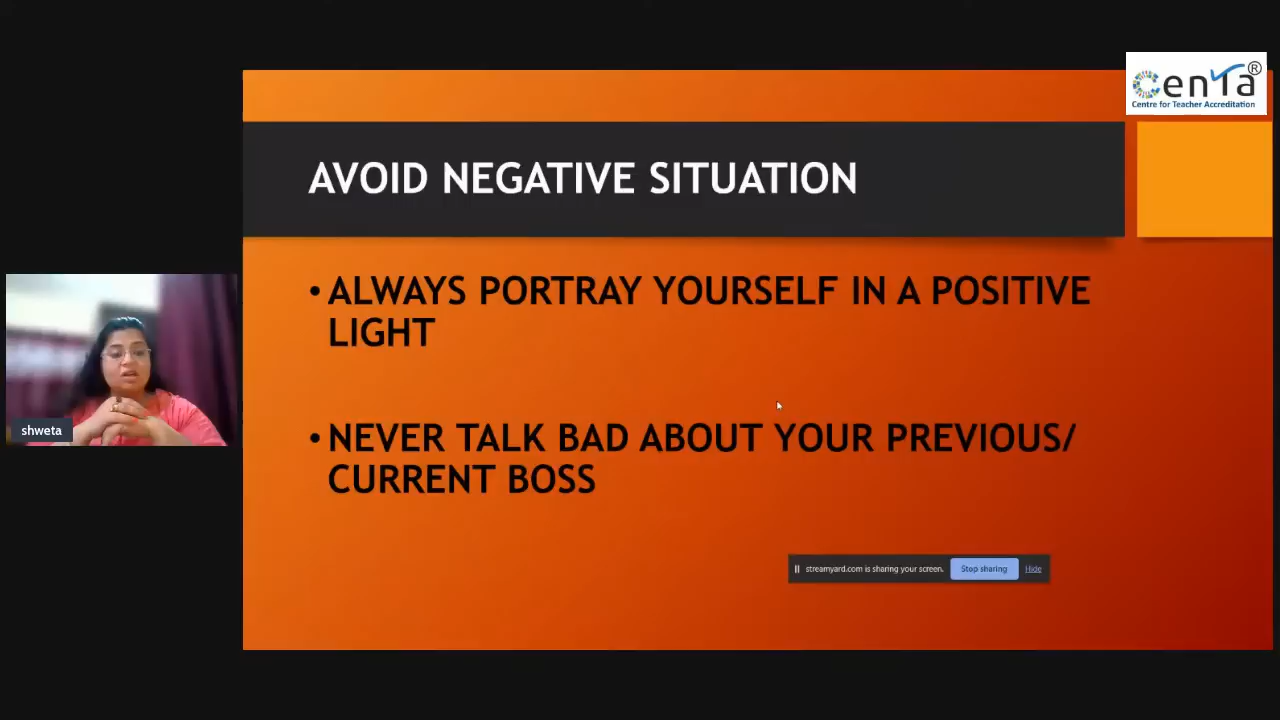 CENTA®
Centre for Teacher Accreditation
AVOID NEGATIVE SITUATION
• ALWAYS PORTRAY YOURSELF IN A POSITIVE
LIGHT
• NEVER TALK BAD ABOUT YOUR PREVIOUS/
CURRENT BOSS
shweta
streamyard.com is sharing your screen. Stop sharing Hide